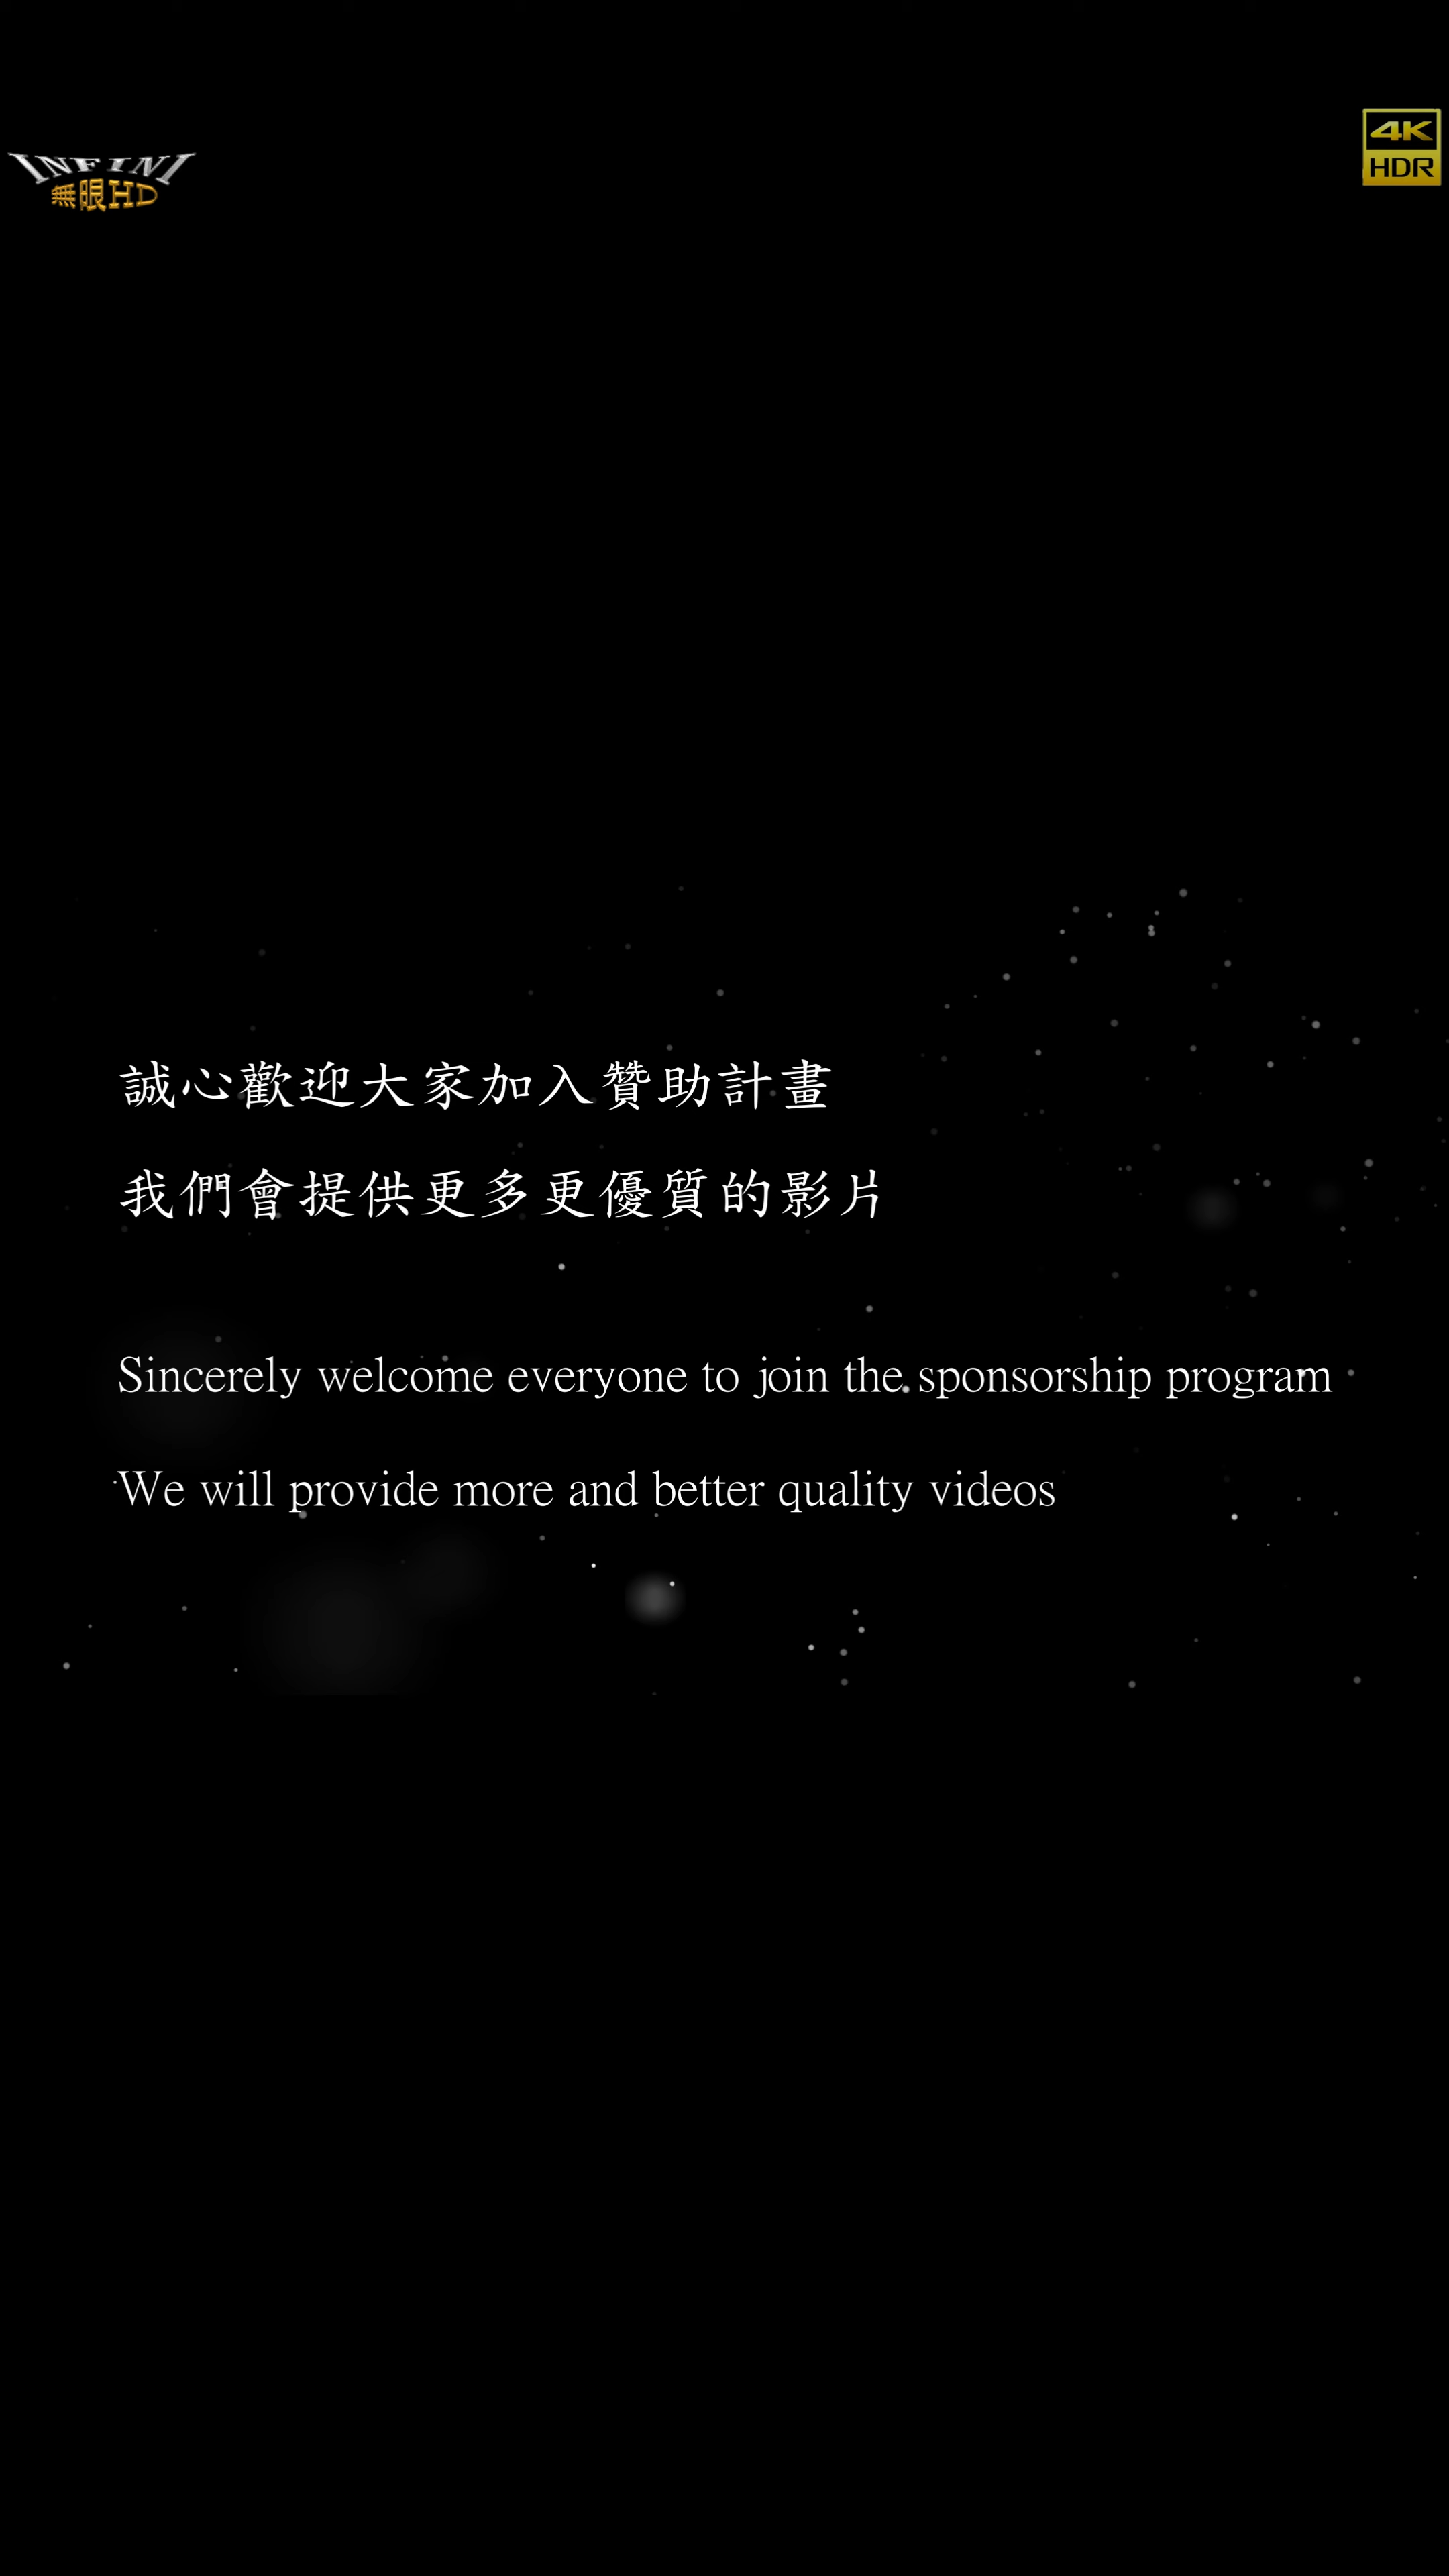 INFINI
無限HD
4K
HDR
誠心歡迎大家加入贊助計畫
我們會提供更多更優質的影片
Sincerely welcome everyone to join the sponsorship program
We will provide more and better quality videos